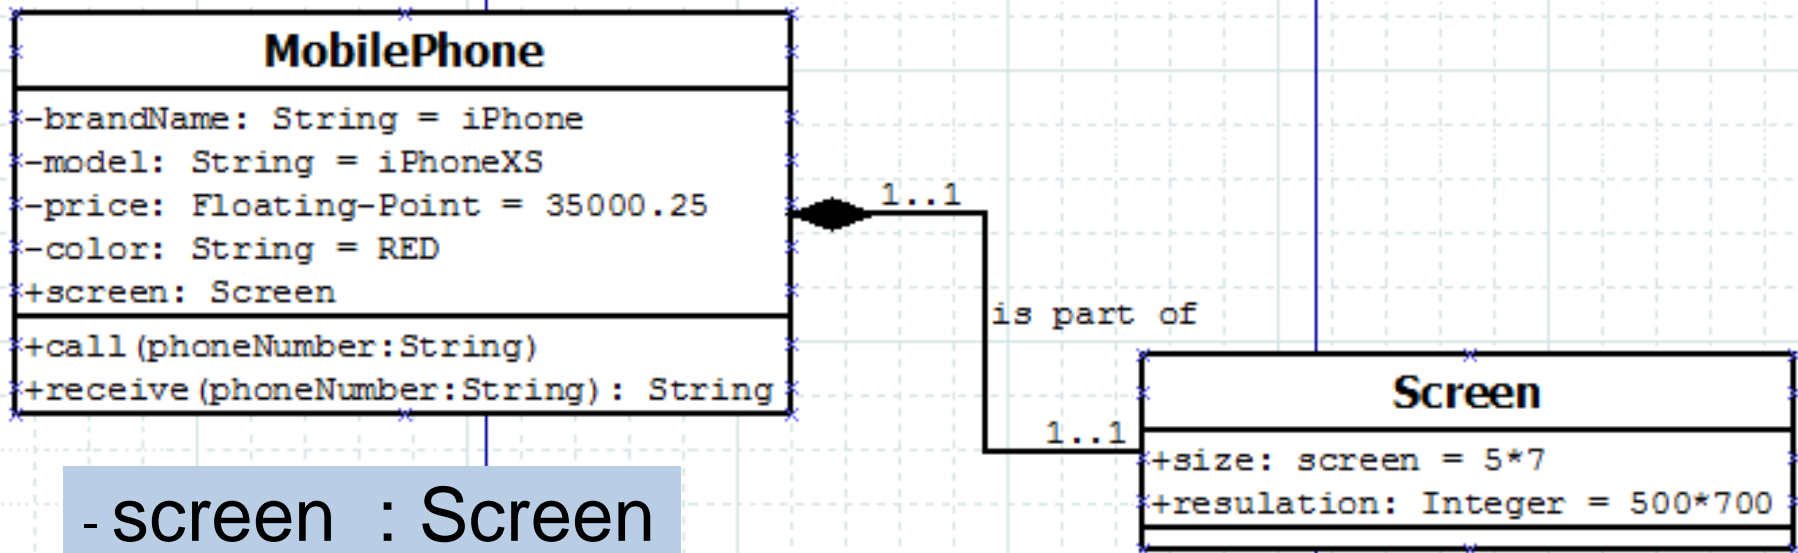 MobilePhone
-brandName: String = iPhone
-model: String = iPhoneXS
-price: Floating-Point = 35000.25
-color: String = RED
+screen: Screen
+call(phoneNumber:String)
+receive(phoneNumber:String): String
1..1
is part of
1..1
Screen
+size: screen = 5*7
+resulation: Integer = 500*700
- screen : Screen